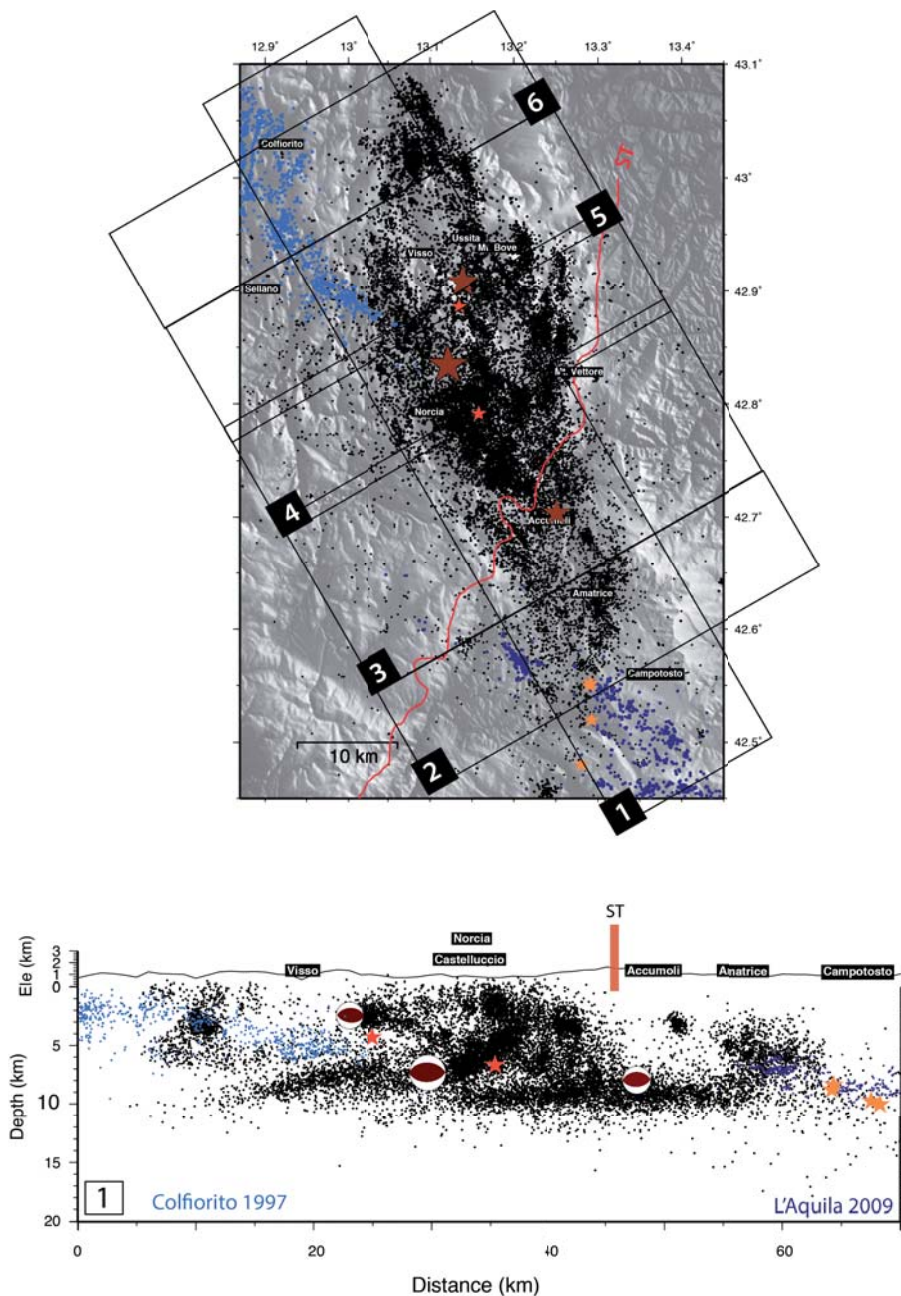 12.9˚ 13˚ 13.1˚ 13.2˚ 13.3˚ 13.4˚
43.1˚
6
Colfiorito
ST
43˚
5
Ussita
Visso
Bove
Sellano
42.9˚
Mt. Vettore
42.8˚
Norcia
4
42.7˚
Accumoli
Amatrice
42.6˚
3
Campotosto
10 km
42.5˚
2
1
ST
Ele (km)
3
2
1
0
Norcia
Visso Castelluccio Accumoli Amatrice Campotosto
Depth (km)
5
10
15
20
1
Colfiorito 1997
L'Aquila 2009
0 20 40 60
Distance (km)